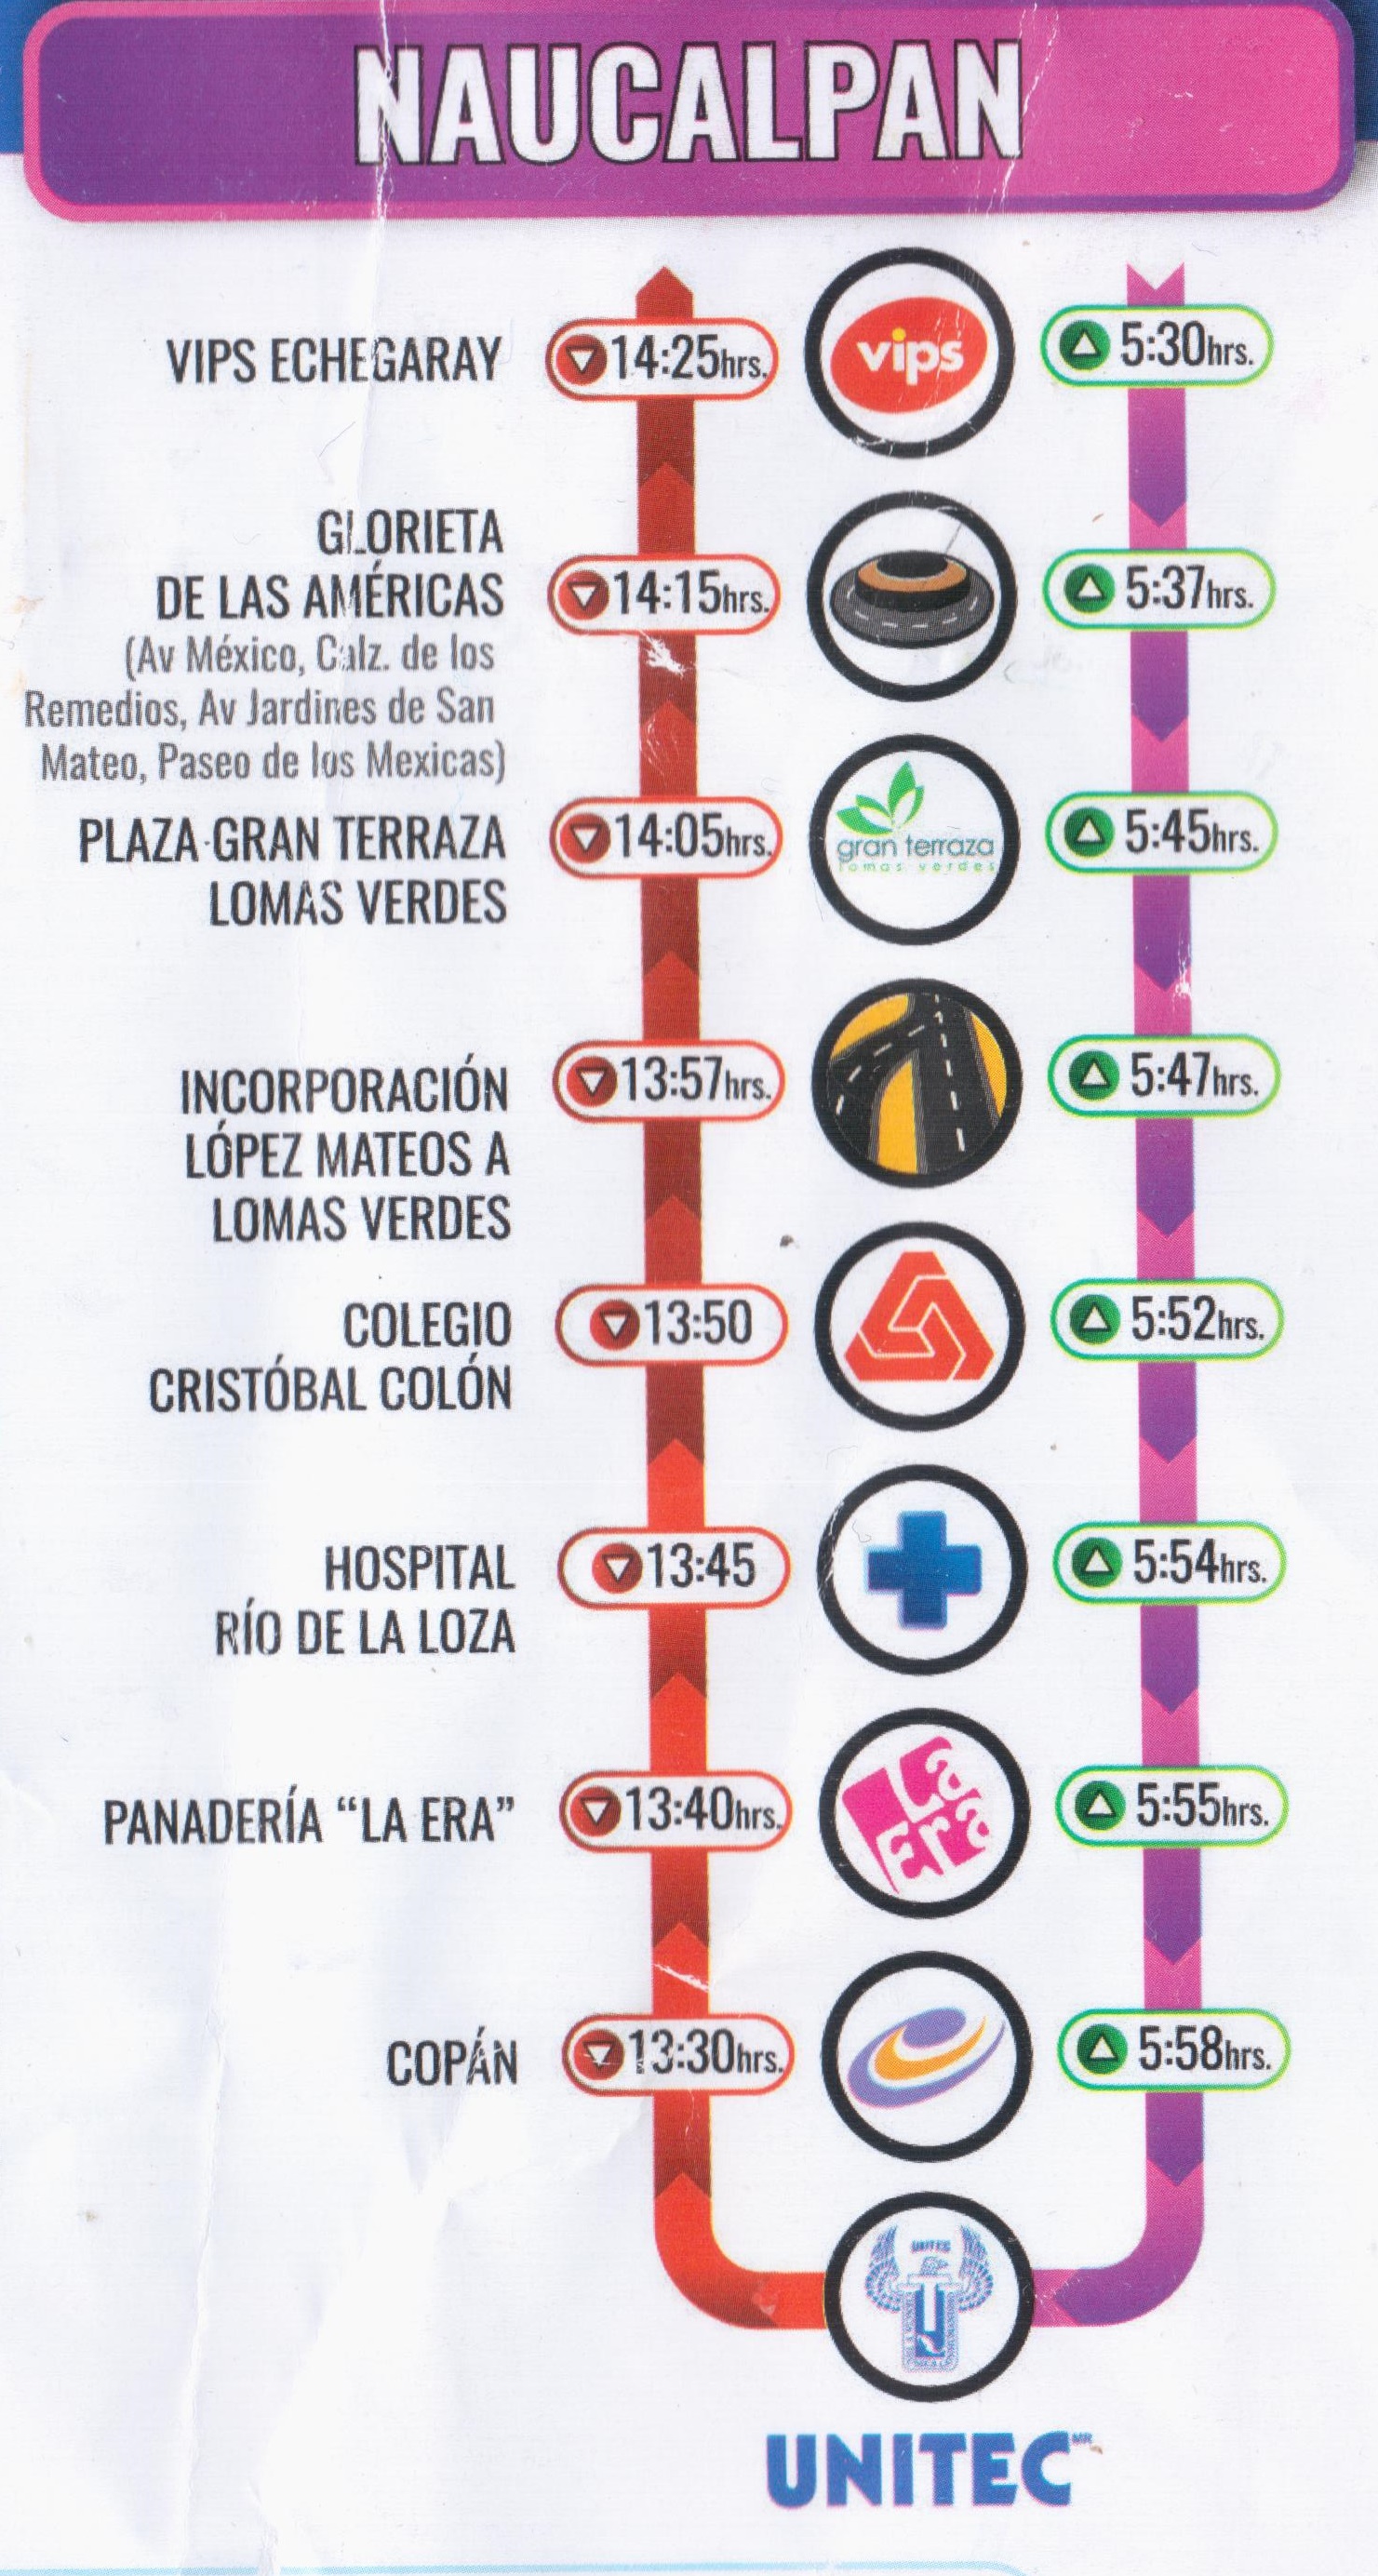 NAUCALPAN
VIPS ECHEGARAY
14:25hrs.
vips
5:30hrs.
GLORIETA
DE LAS AMÉRICAS
(Av México, Calz. de los
Remedios, Av Jardines de San
Mateo, Paseo de los Mexicas)
14:15hrs.
5:37hrs.
PLAZA GRAN TERRAZA
LOMAS VERDES
14:05hrs.
gran terraza
lomas verdes
5:45hrs.
INCORPORACIÓN
LÓPEZ MATEOS A
LOMAS VERDES
13:57hrs.
5:47hrs.
COLEGIO
CRISTÓBAL COLÓN
13:50
5:52hrs.
HOSPITAL
RÍO DE LA LOZA
13:45
5:54hrs.
PANADERÍA “LA ERA”
13:40hrs.
La
Era
5:55hrs.
COPÁN
13:30hrs.
5:58hrs.
UNITEC
UNITEC MR